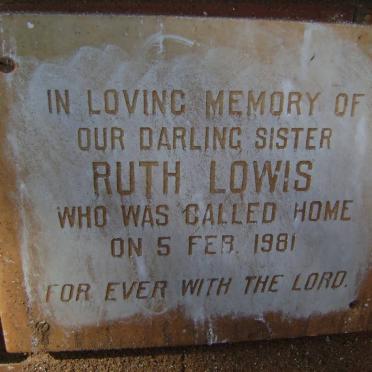 IN LOVING MEMORY OF
OUR DARLING SISTER
RUTH LOWIS
WHO WAS CALLED HOME
ON 5 FEB. 1981
FOR EVER WITH THE LORD.